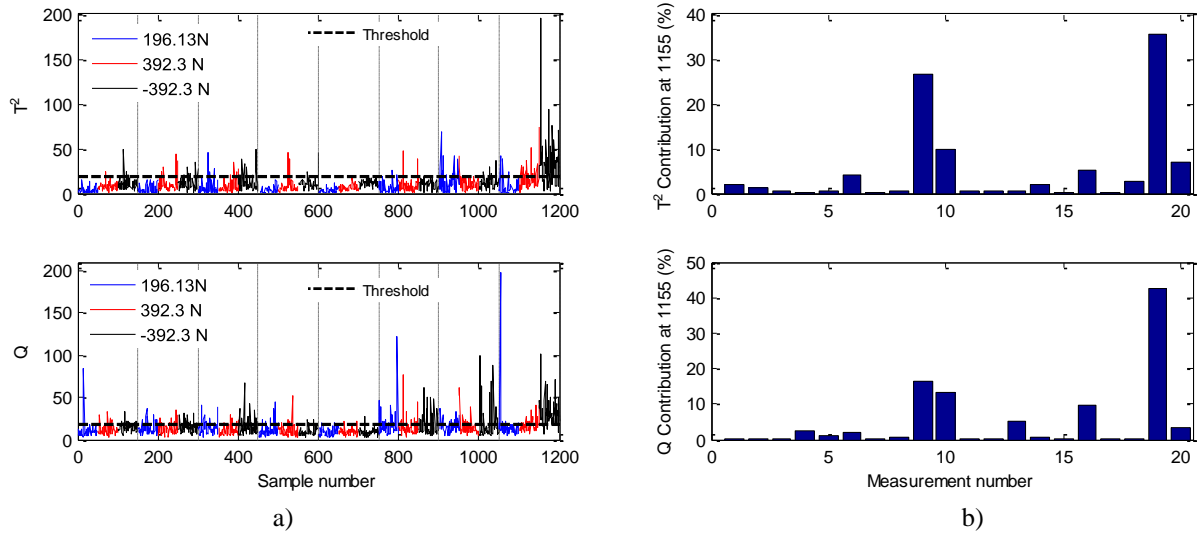 200
150
100
50
0
T²
196.13N
392.3 N
-392.3 N
Threshold
0 200 400 600 800 1000 1200
200
150
100
50
0
Q
196.13N
392.3 N
-392.3 N
Threshold
0 200 400 600 800 1000 1200
Sample number
a)
40
30
20
10
0
T² Contribution at 1155 (%)
0 5 10 15 20
50
40
30
20
10
0
Q Contribution at 1155 (%)
0 5 10 15 20
Measurement number
b)